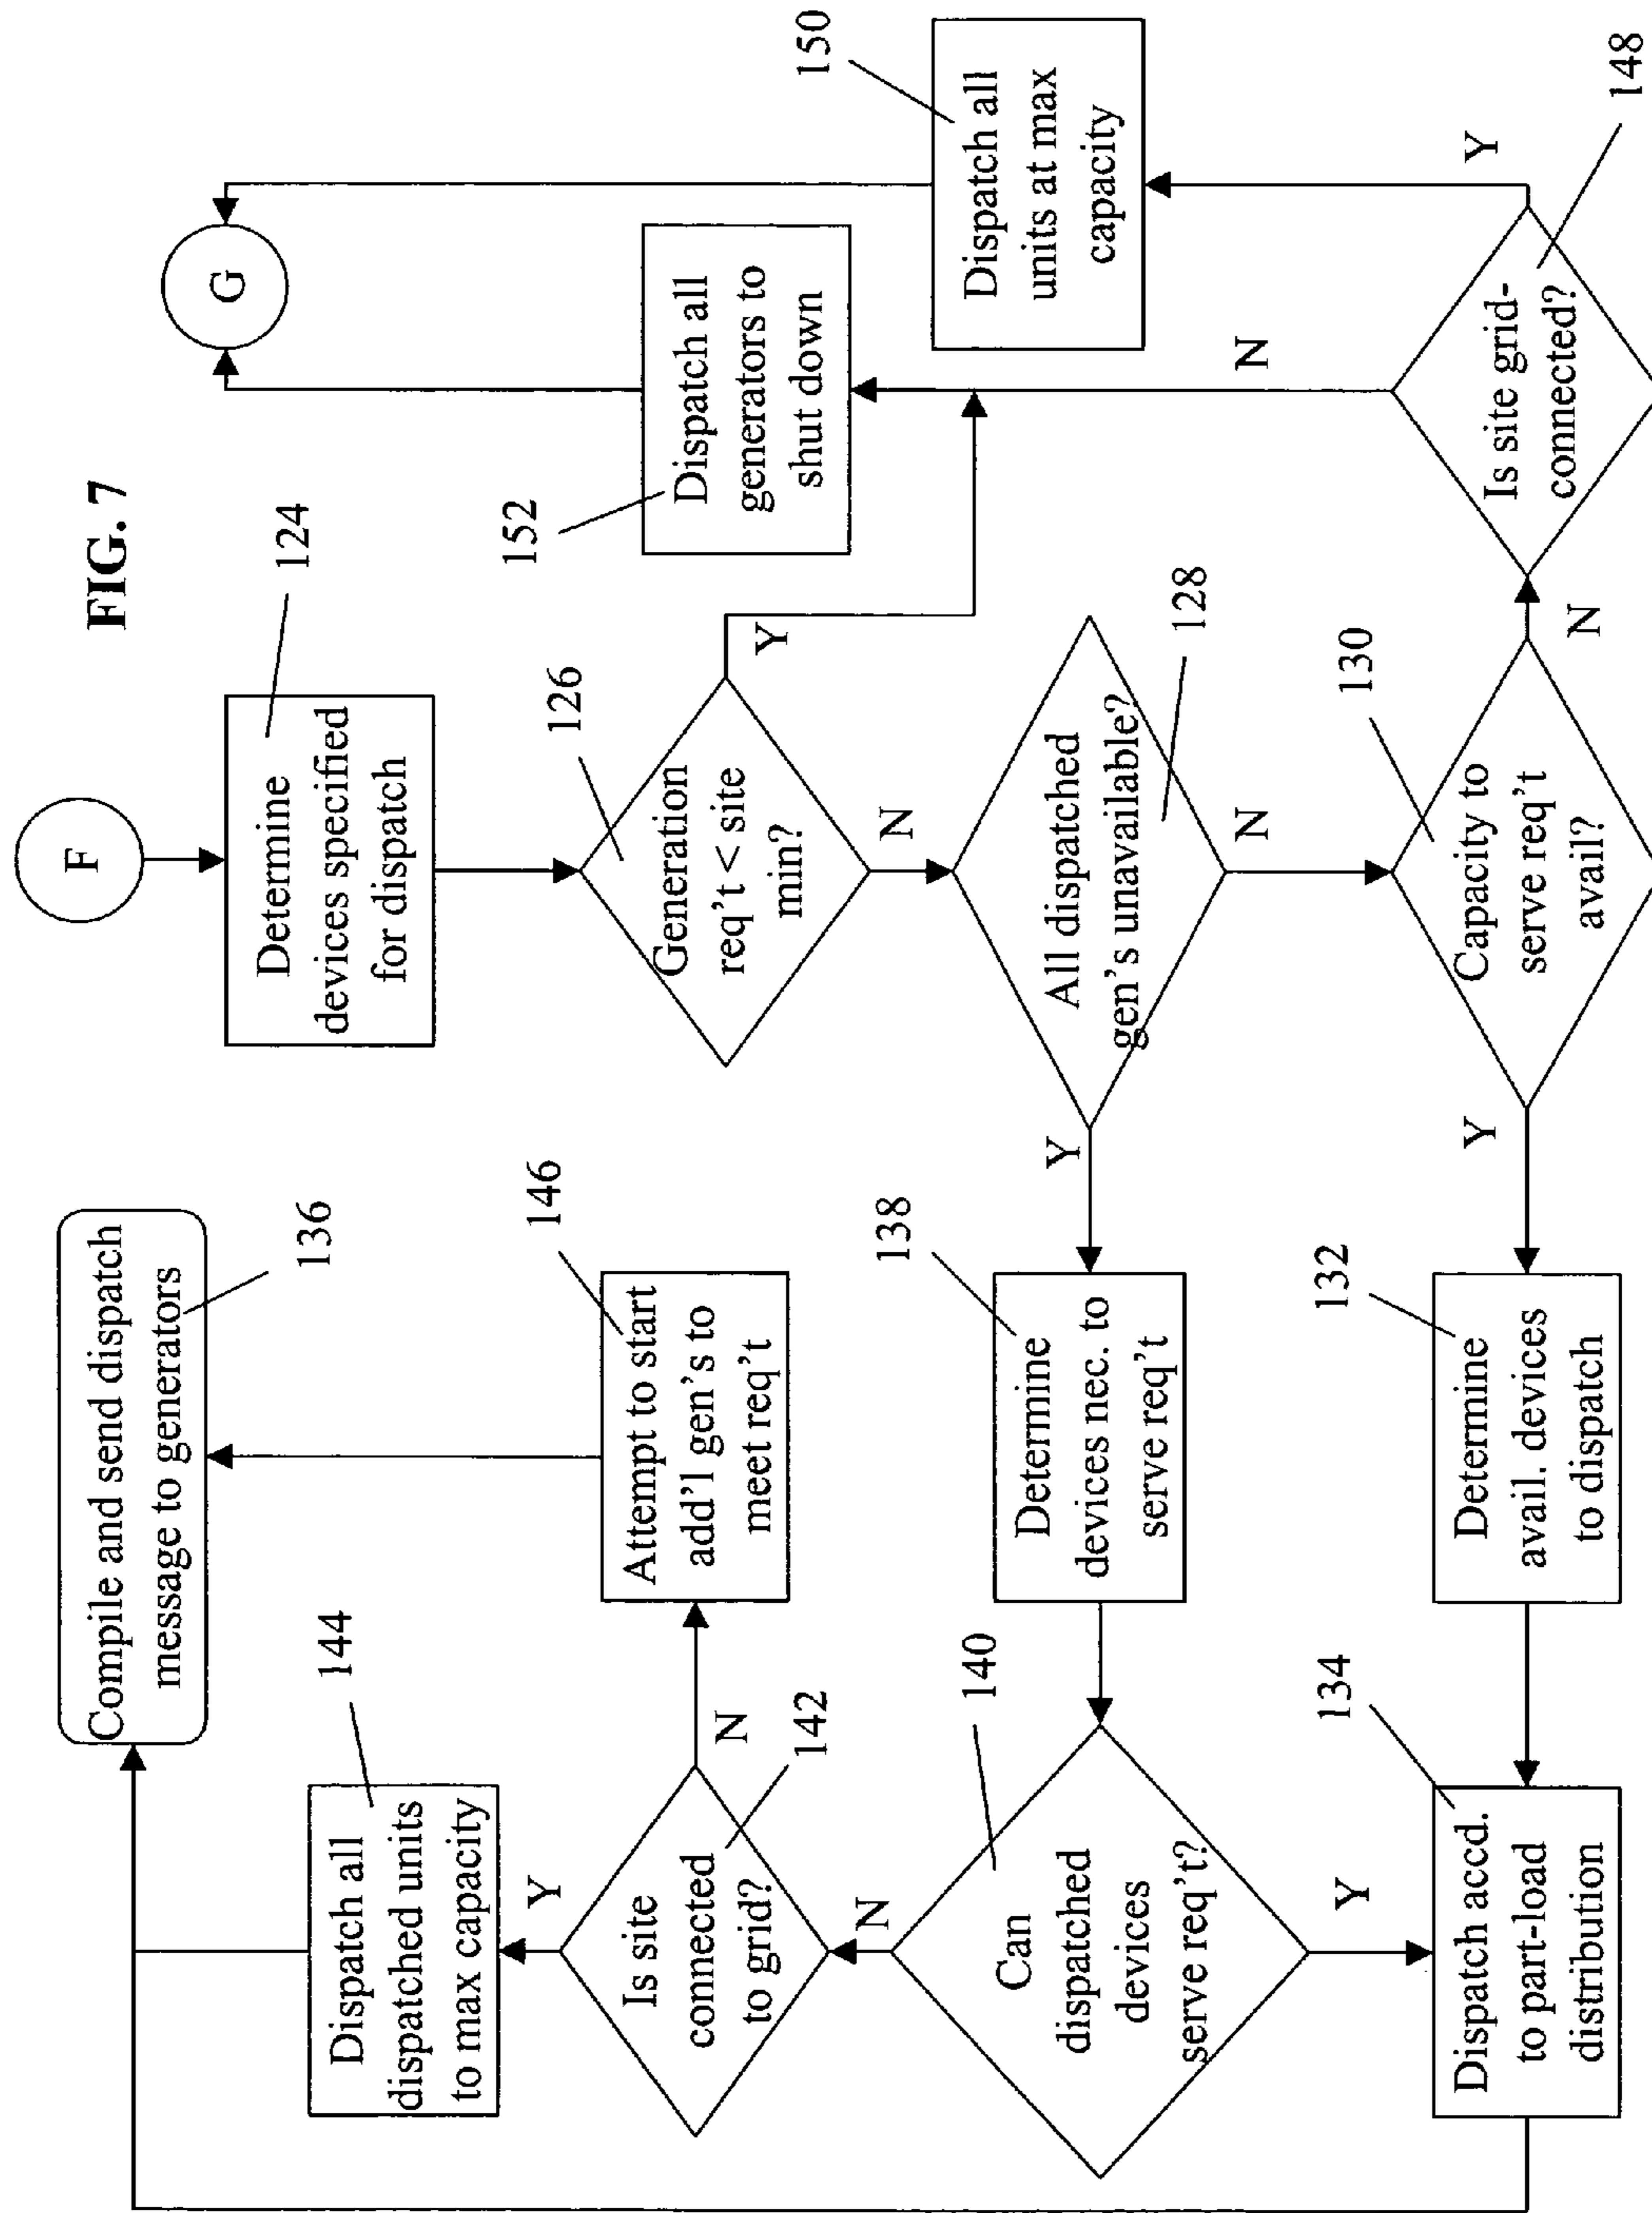 FIG. 7
F
Determine
devices specified
for dispatch
124
Generation
req't < site
min?
126
Y
N
All dispatched
gen's unavailable?
128
Y
N
Capacity to
serve req't
avail?
130
Y
N
Determine
avail. devices
to dispatch
132
Dispatch accd.
to part-load
distribution
134
Compile and send dispatch
message to generators
136
Determine
devices nec. to
serve req't
138
Can
dispatched
devices
serve req't?
140
N
Y
Is site
connected
to grid?
142
Y
N
Dispatch all
dispatched units
to max capacity
144
Attempt to start
add'l gen's to
meet req't
146
Is site grid-
connected?
148
Y
N
Dispatch all
units at max
capacity
150
Dispatch all
generators to
shut down
152
G